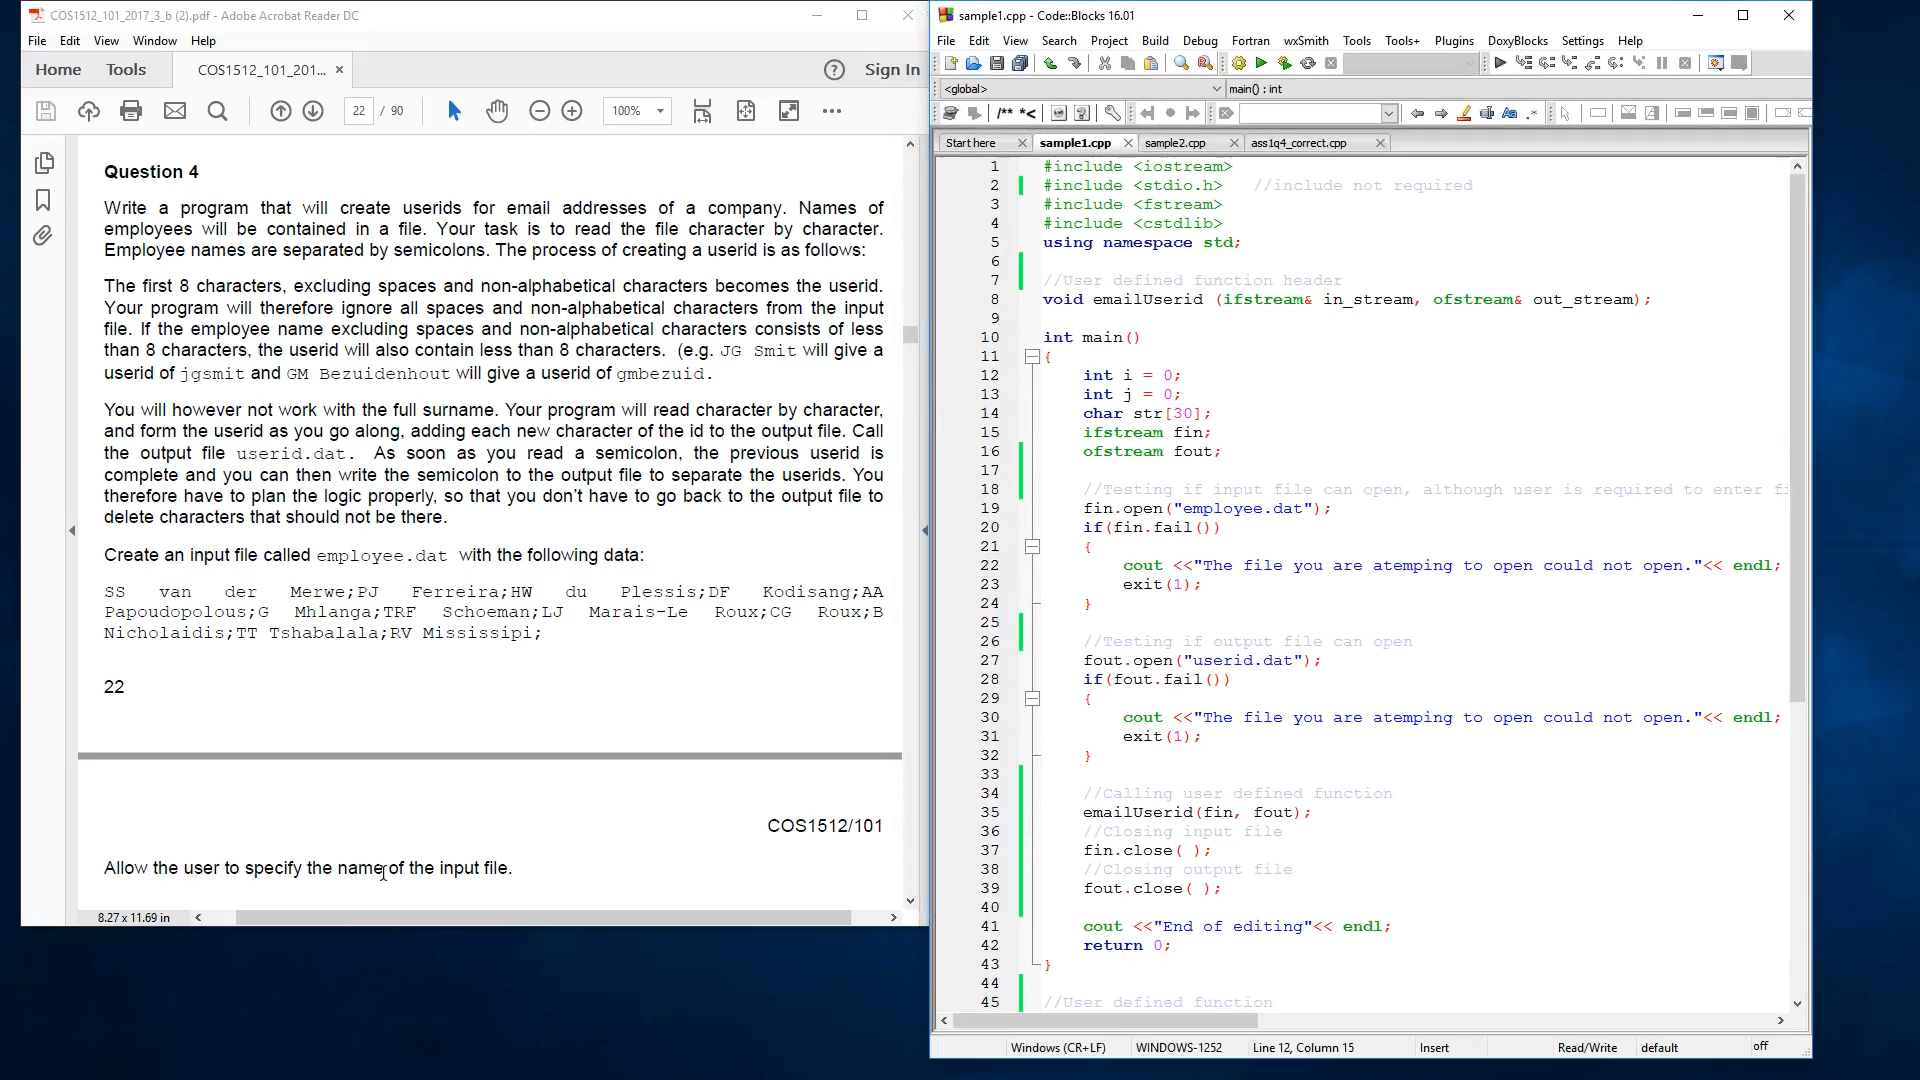 COS1512_101_2017_3_b (2).pdf - Adobe Acrobat Reader DC
File Edit View Window Help
Home Tools COS1512_101_201... × Sign In
22 / 90 100%
Question 4
Write a program that will create userids for email addresses of a company. Names of
employees will be contained in a file. Your task is to read the file character by character.
Employee names are separated by semicolons. The process of creating a userid is as follows:
The first 8 characters, excluding spaces and non-alphabetical characters becomes the userid.
Your program will therefore ignore all spaces and non-alphabetical characters from the input
file. If the employee name excluding spaces and non-alphabetical characters consists of less
than 8 characters, the userid will also contain less than 8 characters. (e.g. JG Smit will give a
userid of jgsmit and GM Bezuidenhout will give a userid of gmbezuid.
You will however not work with the full surname. Your program will read character by character,
and form the userid as you go along, adding each new character of the id to the output file. Call
the output file userid.dat. As soon as you read a semicolon, the previous userid is
complete and you can then write the semicolon to the output file to separate the userids. You
therefore have to plan the logic properly, so that you don't have to go back to the output file to
delete characters that should not be there.
Create an input file called employee.dat with the following data:
SS van der Merwe;PJ Ferreira;HW du Plessis;DF Kodisang;AA
Papoudopolous;G Mhlanga;TRF Schoeman;LJ Marais-Le Roux;CG Roux;B
Nicholaidis;TT Tshabalala;RV Mississipi;
22
COS1512/101
Allow the user to specify the name of the input file.
8.27 x 11.69 in
sample1.cpp - Code::Blocks 16.01
File Edit View Search Project Build Debug Fortran wxSmith Tools Tools+ Plugins DoxyBlocks Settings Help
<global> main() : int
/** *<
Start here sample1.cpp sample2.cpp ass1q4_correct.cpp
1 #include <iostream>
2 #include <stdio.h> //include not required
3 #include <fstream>
4 #include <cstdlib>
5 using namespace std;
6
7 //User defined function header
8 void emailUserid (ifstream& in_stream, ofstream& out_stream);
9
10 int main()
11 {
12 int i = 0;
13 int j = 0;
14 char str[30];
15 ifstream fin;
16 ofstream fout;
17
18 //Testing if input file can open, although user is required to enter fi
19 fin.open("employee.dat");
20 if(fin.fail())
21 {
22 cout <<"The file you are atemping to open could not open."<< endl;
23 exit(1);
24 }
25
26 //Testing if output file can open
27 fout.open("userid.dat");
28 if(fout.fail())
29 {
30 cout <<"The file you are atemping to open could not open."<< endl;
31 exit(1);
32 }
33
34 //Calling user defined function
35 emailUserid(fin, fout);
36 //Closing input file
37 fin.close( );
38 //Closing output file
39 fout.close( );
40
41 cout <<"End of editing"<< endl;
42 return 0;
43 }
44
45 //User defined function
Windows (CR+LF) WINDOWS-1252 Line 12, Column 15 Insert Read/Write default off